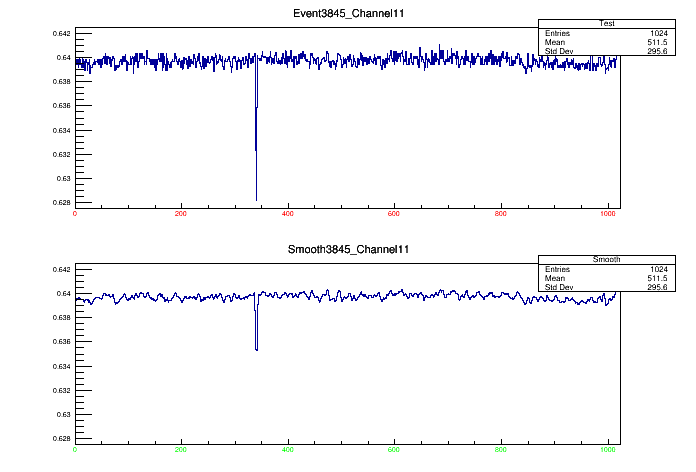 Event3845_Channel11
Test
Entries 1024
Mean 511.5
Std Dev 295.6
0.642
0.64
0.638
0.636
0.634
0.632
0.63
0.628
0 200 400 600 800 1000
Smooth3845_Channel11
Smooth
Entries 1024
Mean 511.5
Std Dev 295.6
0.642
0.64
0.638
0.636
0.634
0.632
0.63
0.628
0 200 400 600 800 1000